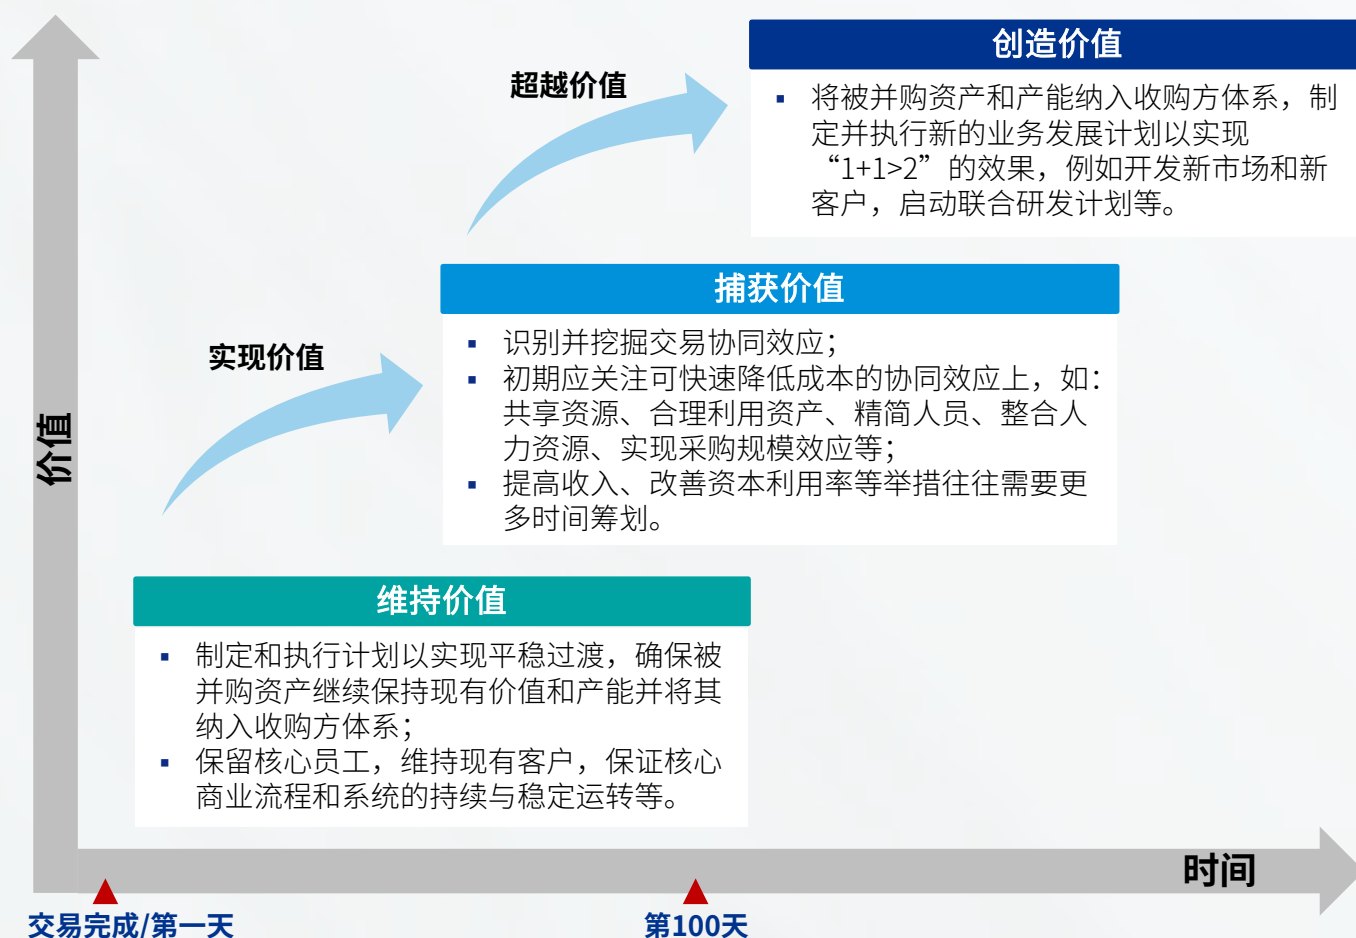 创造价值
超越价值
▪ 将被并购资产和产能纳入收购方体系，制
定并执行新的业务发展计划以实现
“1+1>2”的效果，例如开发新市场和新
客户，启动联合研发计划等。
捕获价值
实现价值
▪ 识别并挖掘交易协同效应；
▪ 初期应关注可快速降低成本的协同效应上，如：
共享资源、合理利用资产、精简人员、整合人
力资源、实现采购规模效应等；
▪ 提高收入、改善资本利用率等举措往往需要更
多时间筹划。
价值
维持价值
▪ 制定和执行计划以实现平稳过渡，确保被
并购资产继续保持现有价值和产能并将其
纳入收购方体系；
▪ 保留核心员工，维持现有客户，保证核心
商业流程和系统的持续与稳定运转等。
时间
交易完成/第一天
第100天